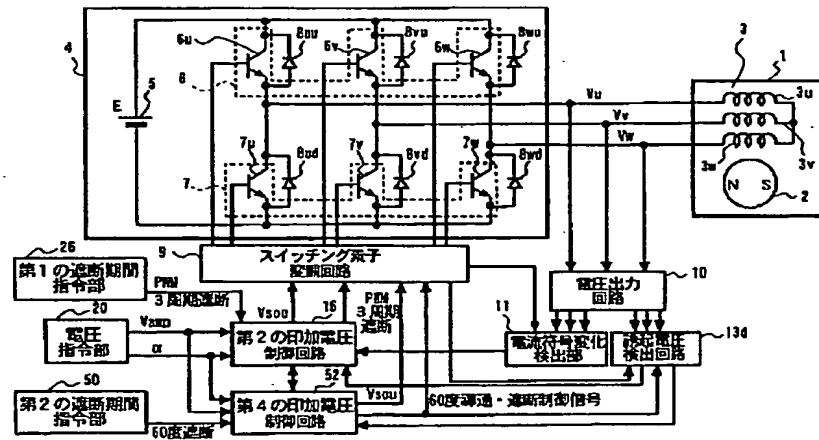 4
5
E
6u
8uu
6v
8vu
6w
8wu
6
7u
8ud
7v
8vd
7w
8wd
7
Vu
Vv
Vw
3
1
3u
3v
3w
N S
2
9
スイッチング素子
変調回路
26
第1の遮断期間
指令部
PWM
3周期遮断
20
電圧
指令部
Vamp
α
50
第2の遮断期間
指令部
60度遮断
Vsou
16
第2の印加電圧
制御回路
PWM
3周期
遮断
52
第4の印加電圧
制御回路
Vsou
60度導通・遮断制御信号
10
電圧出力
回路
11
電流符号変化
検出部
13d
誘起電圧
検出回路